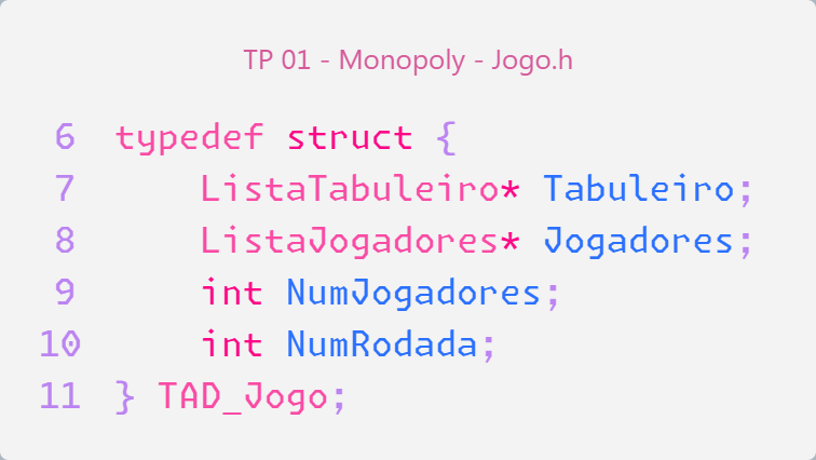 TP 01 - Monopoly - Jogo.h
6 typedef struct {
7     ListaTabuleiro* Tabuleiro;
8     ListaJogadores* Jogadores;
9     int NumJogadores;
10     int NumRodada;
11 } TAD_Jogo;